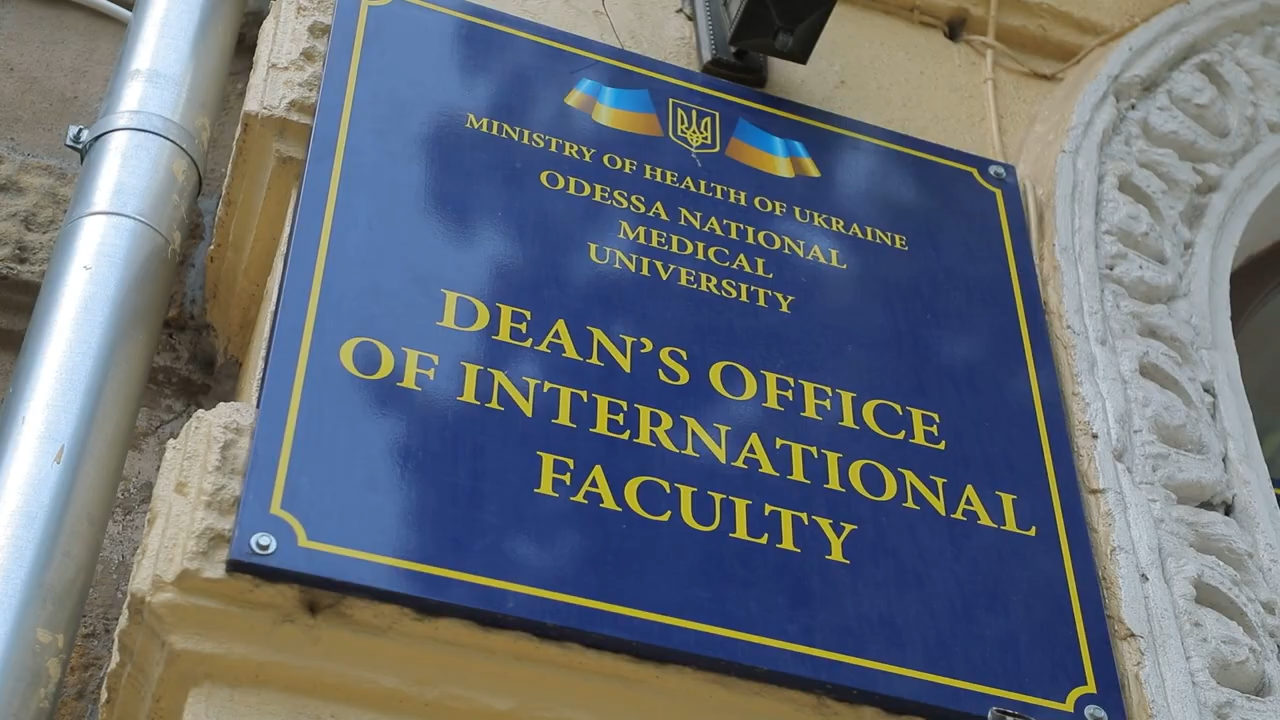 MINISTRY OF HEALTH OF UKRAINE
ODESSA NATIONAL
MEDICAL
UNIVERSITY
DEAN'S OFFICE
OF INTERNATIONAL
FACULTY